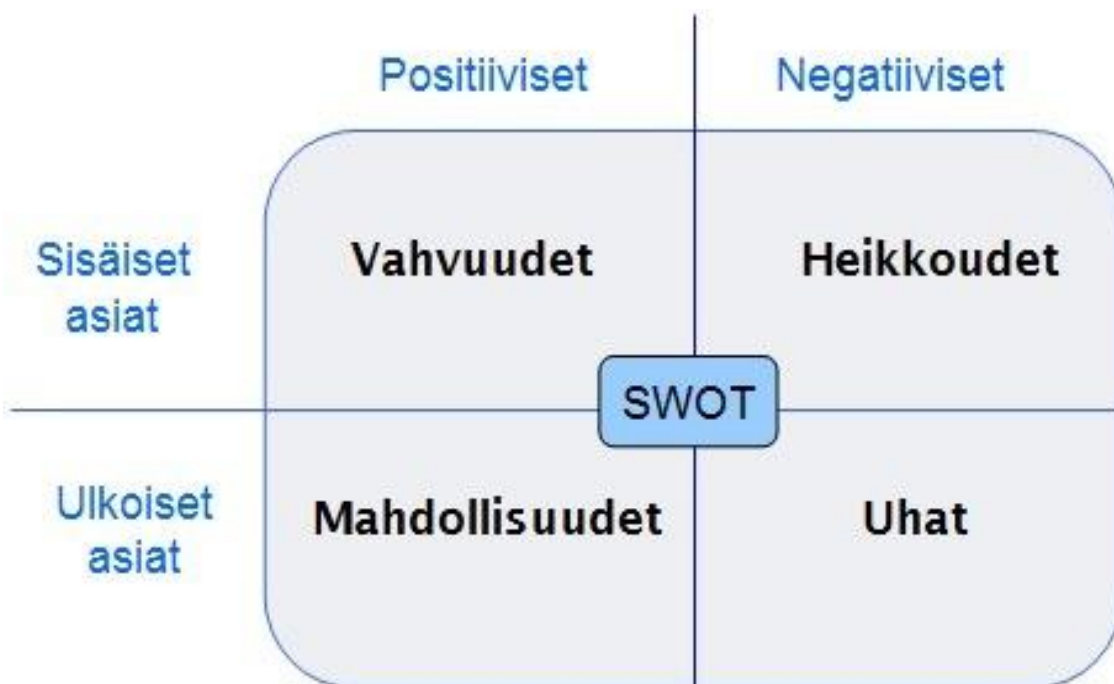 Positiiviset
Negatiiviset
Sisäiset
asiat
Vahvuudet
Heikkoudet
SWOT
Ulkoiset
asiat
Mahdollisuudet
Uhat